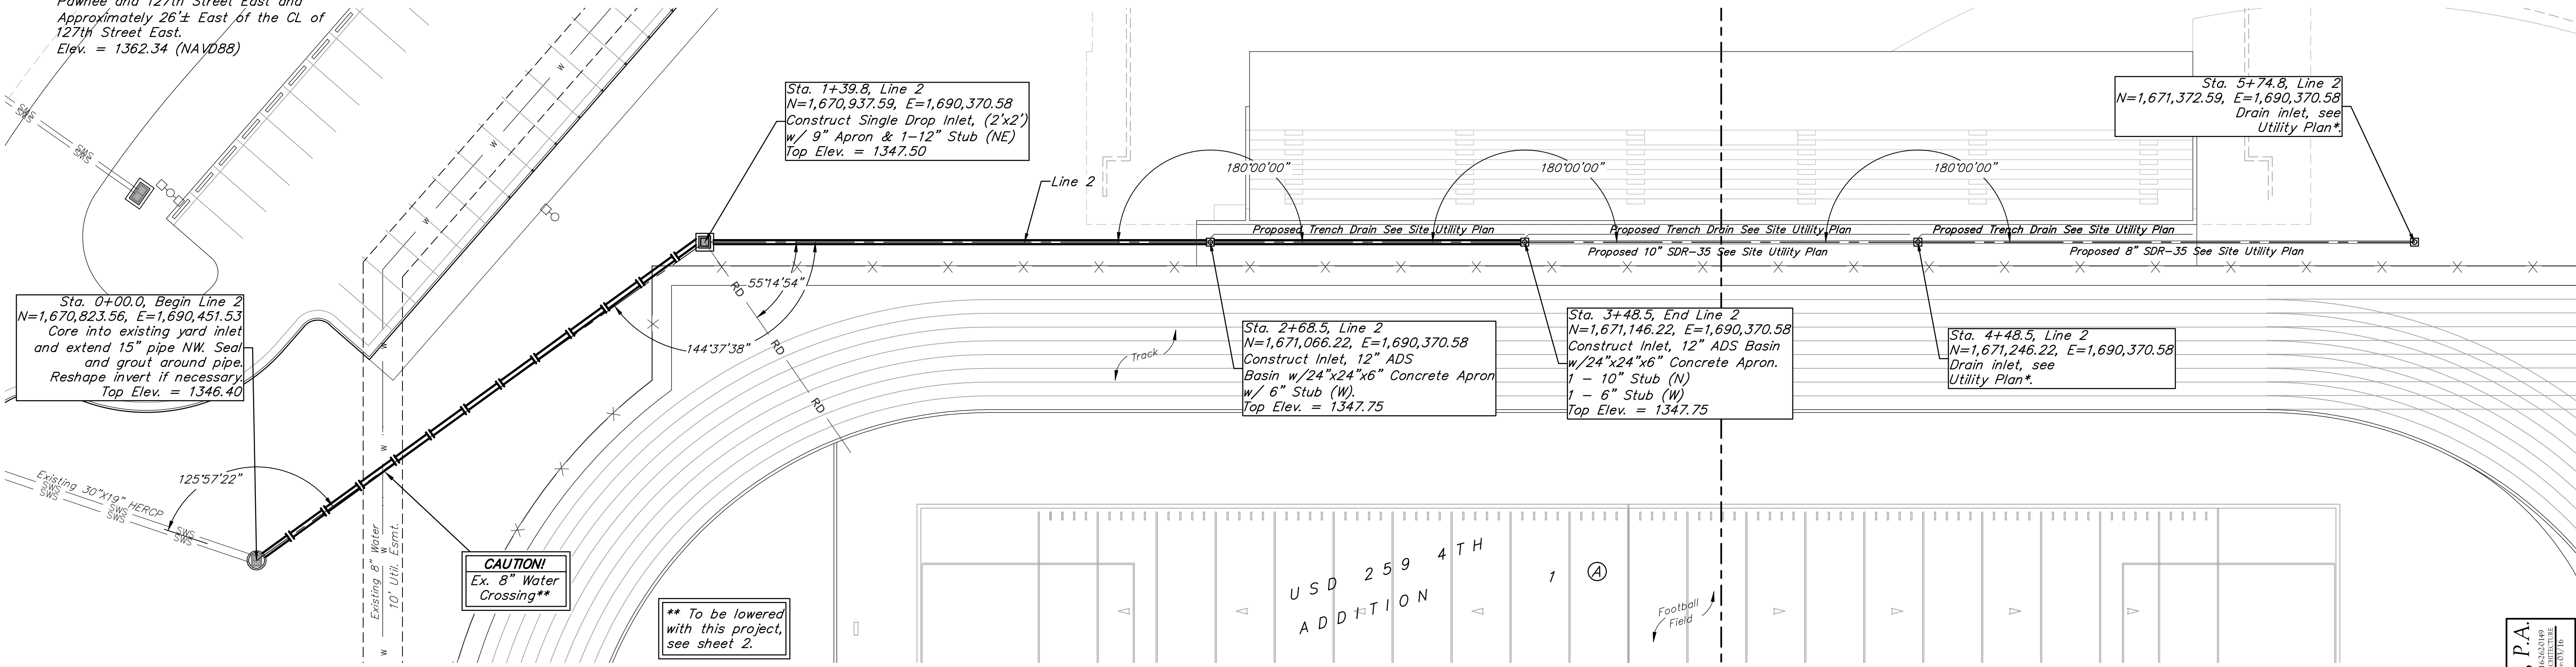 Pawnee and 127th Street East and
Approximately 26'± East of the CL of
127th Street East.
Elev. = 1362.34 (NAVD88)
SWS
SWS
SWS
SWS
W
W
W
Sta. 1+39.8, Line 2
N=1,670,937.59, E=1,690,370.58
Construct Single Drop Inlet, (2'x2')
w/ 9" Apron & 1-12" Stub (NE)
Top Elev. = 1347.50
Line 2
180°00'00"
180°00'00"
180°00'00"
Sta. 5+74.8, Line 2
N=1,671,372.59, E=1,690,370.58
Drain inlet, see
Utility Plan*.
Proposed Trench Drain See Site Utility Plan
Proposed Trench Drain See Site Utility Plan
Proposed Trench Drain See Site Utility Plan
Proposed 10" SDR-35 See Site Utility Plan
Proposed 8" SDR-35 See Site Utility Plan
Sta. 0+00.0, Begin Line 2
N=1,670,823.56, E=1,690,451.53
Core into existing yard inlet
and extend 15" pipe NW. Seal
and grout around pipe.
Reshape invert if necessary.
Top Elev. = 1346.40
55°14'54"
144°37'38"
RD
RD
RD
Track
Sta. 2+68.5, Line 2
N=1,671,066.22, E=1,690,370.58
Construct Inlet, 12" ADS
Basin w/24"x24"x6" Concrete Apron
w/ 6" Stub (W).
Top Elev. = 1347.75
Sta. 3+48.5, End Line 2
N=1,671,146.22, E=1,690,370.58
Construct Inlet, 12" ADS Basin
w/24"x24"x6" Concrete Apron.
1 - 10" Stub (N)
1 - 6" Stub (W)
Top Elev. = 1347.75
Sta. 4+48.5, Line 2
N=1,671,246.22, E=1,690,370.58
Drain inlet, see
Utility Plan*.
125°57'22"
Existing 30"X19" HERCP
SWS
SWS
SWS
SWS
SWS
SWS
W
W
W
W
Existing 8" Water
10' Util. Esmt.
CAUTION!
Ex. 8" Water
Crossing**
** To be lowered
with this project,
see sheet 2.
USD 259 4TH
ADDITION
1
A
Football
Field
P.A.